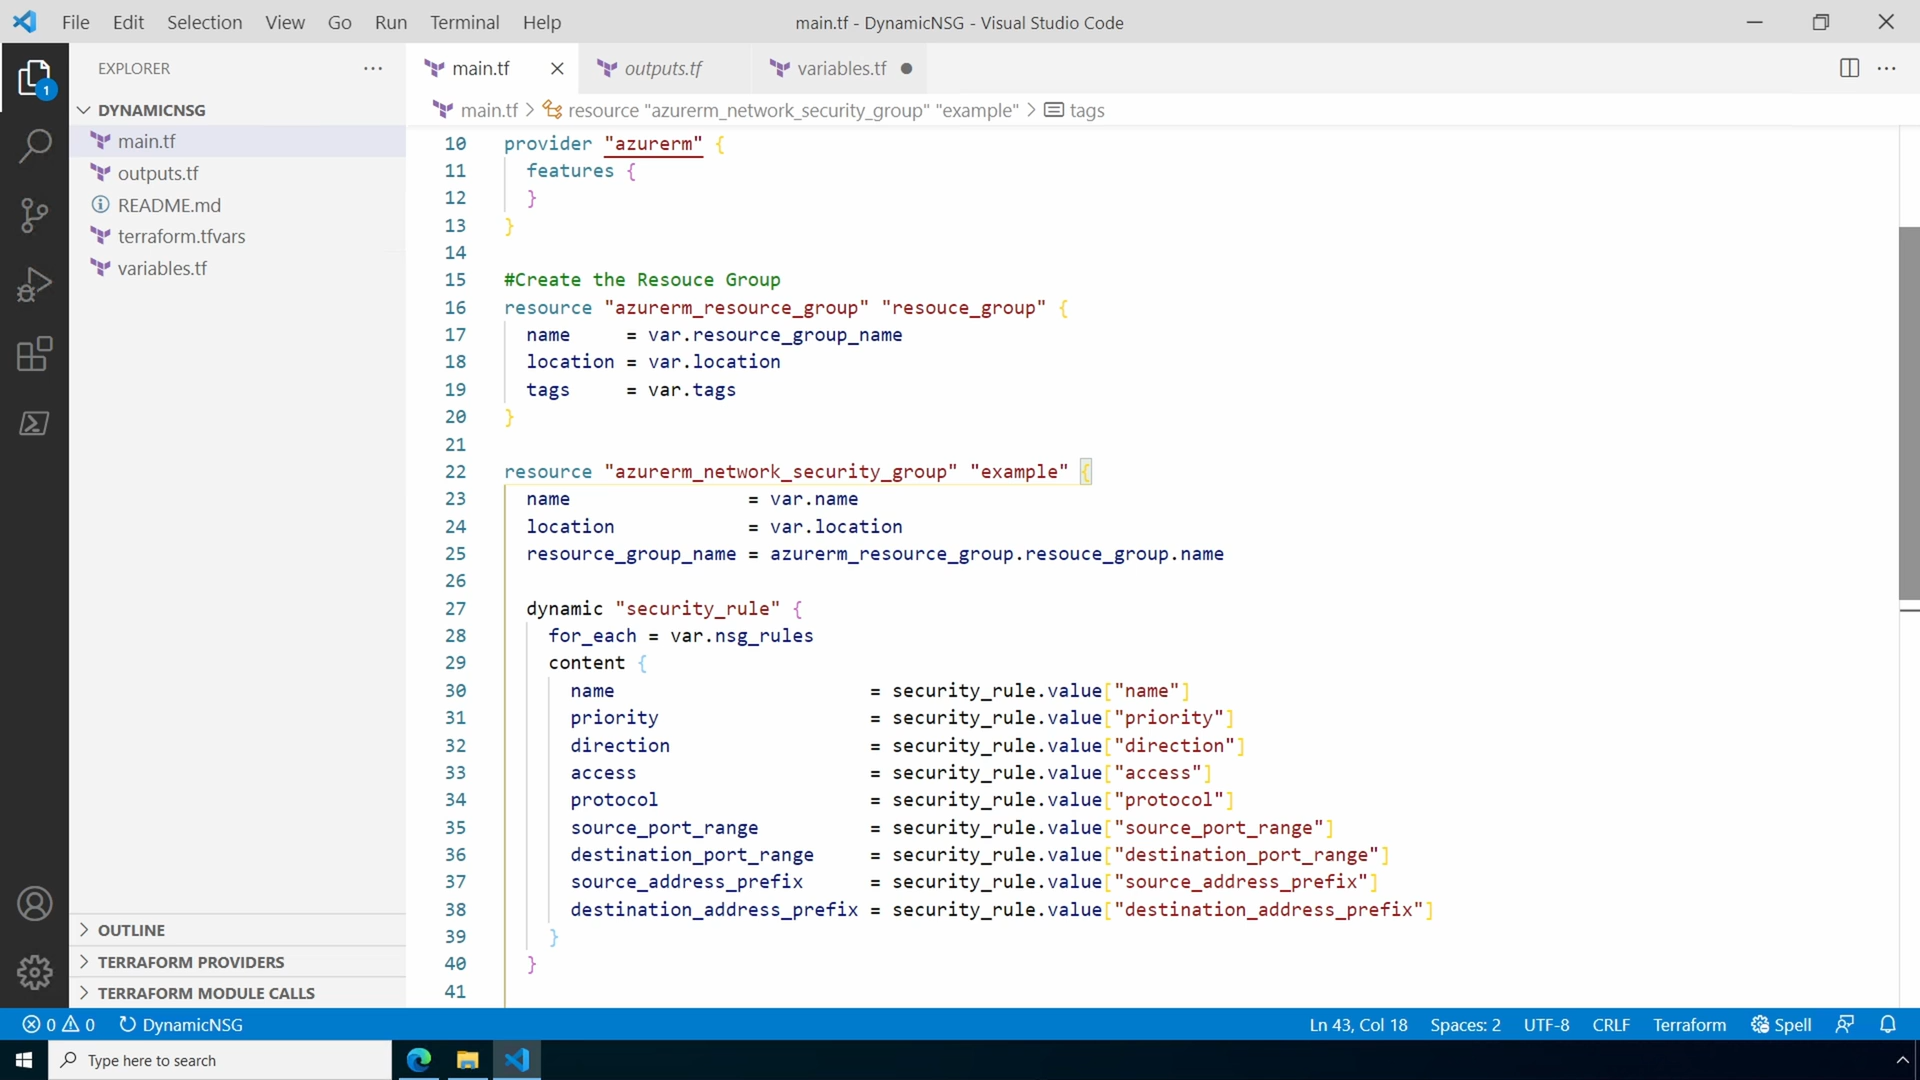 File Edit Selection View Go Run Terminal Help
main.tf - DynamicNSG - Visual Studio Code
1
EXPLORER
DYNAMICNSG
main.tf
outputs.tf
README.md
terraform.tfvars
variables.tf
OUTLINE
TERRAFORM PROVIDERS
TERRAFORM MODULE CALLS
main.tf outputs.tf variables.tf
main.tf > resource "azurerm_network_security_group" "example" > tags
10 provider "azurerm" {
11 features {
12 }
13 }
14
15 #Create the Resouce Group
16 resource "azurerm_resource_group" "resouce_group" {
17 name = var.resource_group_name
18 location = var.location
19 tags = var.tags
20 }
21
22 resource "azurerm_network_security_group" "example" {
23 name = var.name
24 location = var.location
25 resource_group_name = azurerm_resource_group.resouce_group.name
26
27 dynamic "security_rule" {
28 for_each = var.nsg_rules
29 content {
30 name = security_rule.value["name"]
31 priority = security_rule.value["priority"]
32 direction = security_rule.value["direction"]
33 access = security_rule.value["access"]
34 protocol = security_rule.value["protocol"]
35 source_port_range = security_rule.value["source_port_range"]
36 destination_port_range = security_rule.value["destination_port_range"]
37 source_address_prefix = security_rule.value["source_address_prefix"]
38 destination_address_prefix = security_rule.value["destination_address_prefix"]
39 }
40 }
41
0 0 DynamicNSG Ln 43, Col 18 Spaces: 2 UTF-8 CRLF Terraform Spell
Type here to search